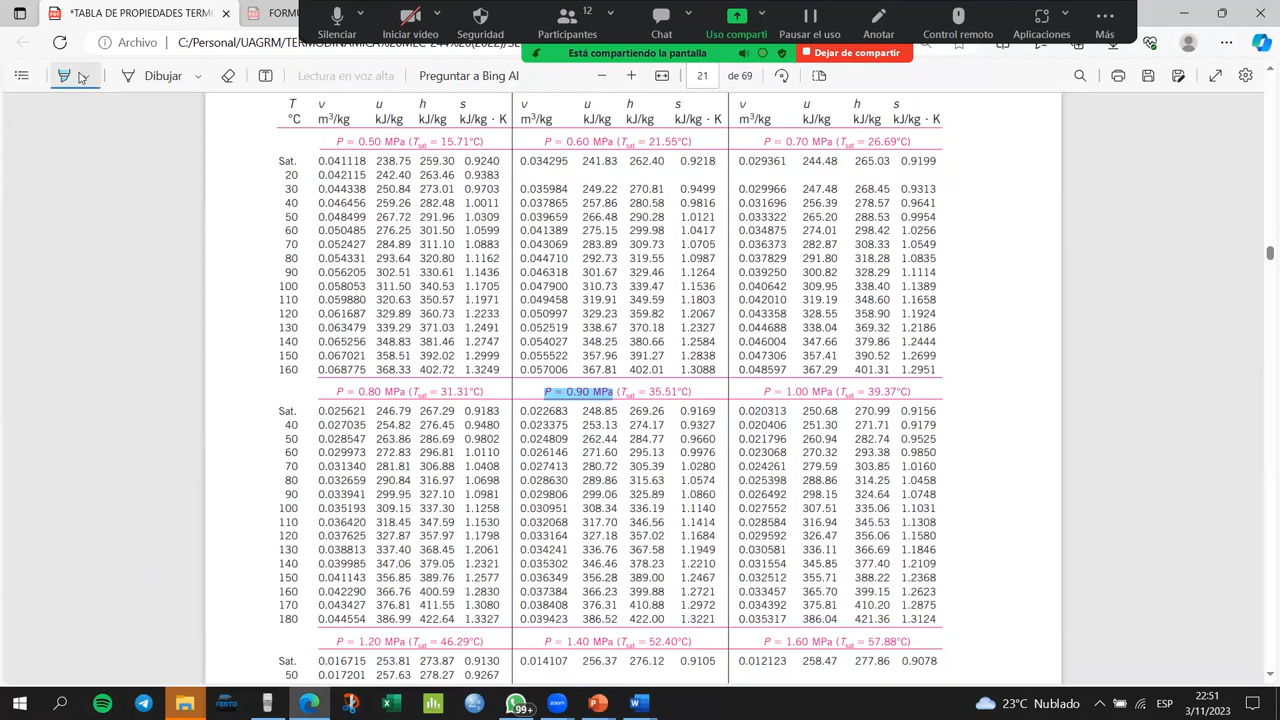 *TABLA DE PROPIEDADES TERMO
FORMU
Silenciar
Iniciar vídeo
Seguridad
12
Participantes
Chat
Uso comparti
Pausar el uso
Anotar
Control remoto
Aplicaciones
Más
Archivo
Está compartiendo la pantalla
Dejar de compartir
Dibujar
Lectura en voz alta
Preguntar a Bing AI
21
de 69
T v u h s v u h s v u h s
°C m³/kg kJ/kg kJ/kg kJ/kg · K m³/kg kJ/kg kJ/kg kJ/kg · K m³/kg kJ/kg kJ/kg kJ/kg · K
P = 0.50 MPa (Tsat = 15.71°C) P = 0.60 MPa (Tsat = 21.55°C) P = 0.70 MPa (Tsat = 26.69°C)
Sat. 0.041118 238.75 259.30 0.9240 0.034295 241.83 262.40 0.9218 0.029361 244.48 265.03 0.9199
20 0.042115 242.40 263.46 0.9383
30 0.044338 250.84 273.01 0.9703 0.035984 249.22 270.81 0.9499 0.029966 247.48 268.45 0.9313
40 0.046456 259.26 282.48 1.0011 0.037865 257.86 280.58 0.9816 0.031696 256.39 278.57 0.9641
50 0.048499 267.72 291.96 1.0309 0.039659 266.48 290.28 1.0121 0.033322 265.20 288.53 0.9954
60 0.050485 276.25 301.50 1.0599 0.041389 275.15 299.98 1.0417 0.034875 274.01 298.42 1.0256
70 0.052427 284.89 311.10 1.0883 0.043069 283.89 309.73 1.0705 0.036373 282.87 308.33 1.0549
80 0.054331 293.64 320.80 1.1162 0.044710 292.73 319.55 1.0987 0.037829 291.80 318.28 1.0835
90 0.056205 302.51 330.61 1.1436 0.046318 301.67 329.46 1.1264 0.039250 300.82 328.29 1.1114
100 0.058053 311.50 340.53 1.1705 0.047900 310.73 339.47 1.1536 0.040642 309.95 338.40 1.1389
110 0.059880 320.63 350.57 1.1971 0.049458 319.91 349.59 1.1803 0.042010 319.19 348.60 1.1658
120 0.061687 329.89 360.73 1.2233 0.050997 329.23 359.82 1.2067 0.043358 328.55 358.90 1.1924
130 0.063479 339.29 371.03 1.2491 0.052519 338.67 370.18 1.2327 0.044688 338.04 369.32 1.2186
140 0.065256 348.83 381.46 1.2747 0.054027 348.25 380.66 1.2584 0.046004 347.66 379.86 1.2444
150 0.067021 358.51 392.02 1.2999 0.055522 357.96 391.27 1.2838 0.047306 357.41 390.52 1.2699
160 0.068775 368.33 402.72 1.3249 0.057006 367.81 402.01 1.3088 0.048597 367.29 401.31 1.2951
P = 0.80 MPa (Tsat = 31.31°C) P = 0.90 MPa (Tsat = 35.51°C) P = 1.00 MPa (Tsat = 39.37°C)
Sat. 0.025621 246.79 267.29 0.9183 0.022683 248.85 269.26 0.9169 0.020313 250.68 270.99 0.9156
40 0.027035 254.82 276.45 0.9480 0.023375 253.13 274.17 0.9327 0.020406 251.30 271.71 0.9179
50 0.028547 263.86 286.69 0.9802 0.024809 262.44 284.77 0.9660 0.021796 260.94 282.74 0.9525
60 0.029973 272.83 296.81 1.0110 0.026146 271.60 295.13 0.9976 0.023068 270.32 293.38 0.9850
70 0.031340 281.81 306.88 1.0408 0.027413 280.72 305.39 1.0280 0.024261 279.59 303.85 1.0160
80 0.032659 290.84 316.97 1.0698 0.028630 289.86 315.63 1.0574 0.025398 288.86 314.25 1.0458
90 0.033941 299.95 327.10 1.0981 0.029806 299.06 325.89 1.0860 0.026492 298.15 324.64 1.0748
100 0.035193 309.15 337.30 1.1258 0.030951 308.34 336.19 1.1140 0.027552 307.51 335.06 1.1031
110 0.036420 318.45 347.59 1.1530 0.032068 317.70 346.56 1.1414 0.028584 316.94 345.53 1.1308
120 0.037625 327.87 357.97 1.1798 0.033164 327.18 357.02 1.1684 0.029592 326.47 356.06 1.1580
130 0.038813 337.40 368.45 1.2061 0.034241 336.76 367.58 1.1949 0.030581 336.11 366.69 1.1846
140 0.039985 347.06 379.05 1.2321 0.035302 346.46 378.23 1.2210 0.031554 345.85 377.40 1.2109
150 0.041143 356.85 389.76 1.2577 0.036349 356.28 389.00 1.2467 0.032512 355.71 388.22 1.2368
160 0.042290 366.76 400.59 1.2830 0.037384 366.23 399.88 1.2721 0.033457 365.70 399.15 1.2623
170 0.043427 376.81 411.55 1.3080 0.038408 376.31 410.88 1.2972 0.034392 375.81 410.20 1.2875
180 0.044554 386.99 422.64 1.3327 0.039423 386.52 422.00 1.3221 0.035317 386.04 421.36 1.3124
P = 1.20 MPa (Tsat = 46.29°C) P = 1.40 MPa (Tsat = 52.40°C) P = 1.60 MPa (Tsat = 57.88°C)
Sat. 0.016715 253.81 273.87 0.9130 0.014107 256.37 276.12 0.9105 0.012123 258.47 277.86 0.9078
50 0.017201 257.63 278.27 0.9267
FESTO
99+
zoom
23°C Nublado
ESP
22:51
3/11/2023